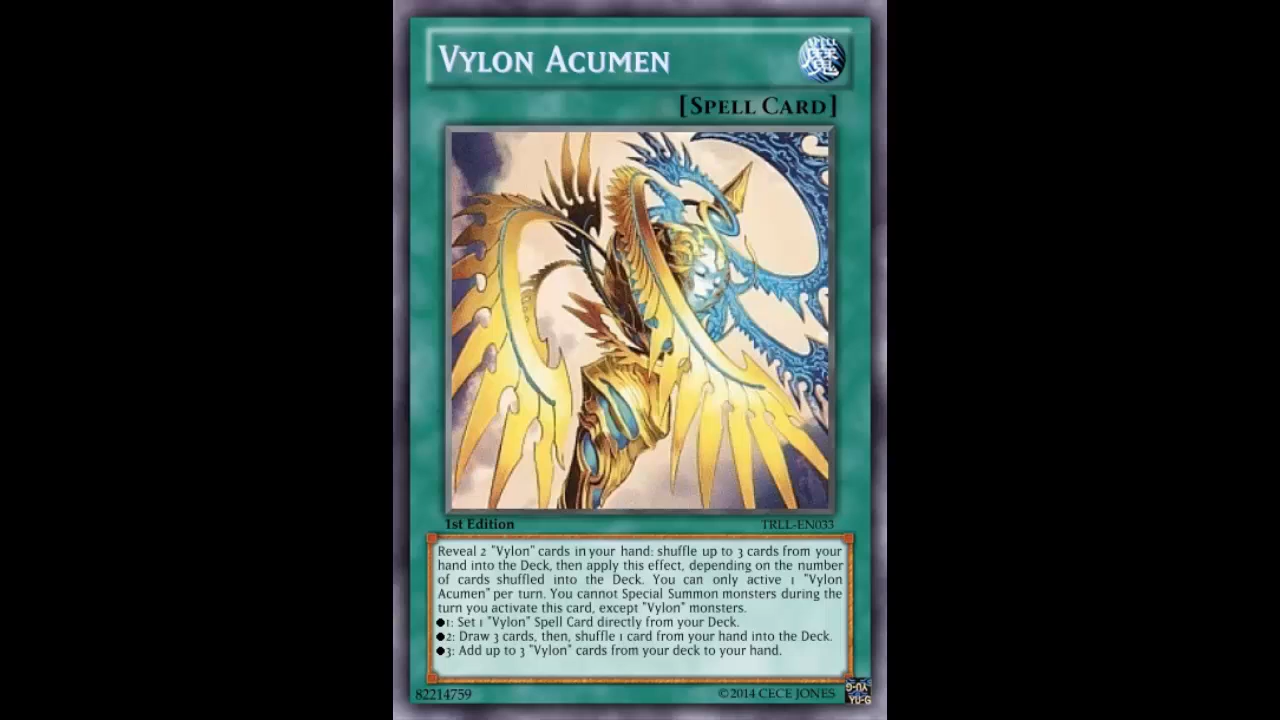 VYLON ACUMEN
SPELL
魔
[SPELL CARD]
1st Edition TRLL-EN033
Reveal 2 "Vylon" cards in your hand: shuffle up to 3 cards from your
hand into the Deck, then apply this effect, depending on the number
of cards shuffled into the Deck. You can only active 1 "Vylon
Acumen" per turn. You cannot Special Summon monsters during the
turn you activate this card, except "Vylon" monsters.
●1: Set 1 "Vylon" Spell Card directly from your Deck.
●2: Draw 3 cards, then, shuffle 1 card from your hand into the Deck.
●3: Add up to 3 "Vylon" cards from your deck to your hand.
82214759 ©2014 CECE JONES
YU-G